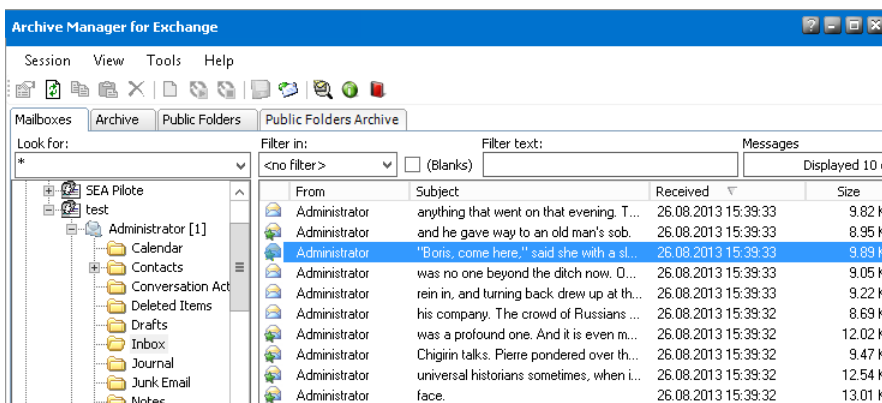 Archive Manager for Exchange
Session View Tools Help
Mailboxes Archive Public Folders Public Folders Archive
Look for: Filter in: Filter text: Messages
* <no filter> (Blanks) Displayed 10
From Subject Received Size
SEA Pilote
test
Administrator [1]
Calendar
Contacts
Conversation Act
Deleted Items
Drafts
Inbox
Journal
Junk Email
Notes
Administrator anything that went on that evening. T... 26.08.2013 15:39:33 9.82 K
Administrator and he gave way to an old man's sob. 26.08.2013 15:39:33 8.95 K
Administrator "Boris, come here," said she with a sl... 26.08.2013 15:39:33 9.89 K
Administrator was no one beyond the ditch now. O... 26.08.2013 15:39:33 9.05 K
Administrator rein in, and turning back drew up at th... 26.08.2013 15:39:33 9.22 K
Administrator his company. The crowd of Russians ... 26.08.2013 15:39:32 8.69 K
Administrator was a profound one. And it is even m... 26.08.2013 15:39:32 12.02 K
Administrator Chigirin talks. Pierre pondered over th... 26.08.2013 15:39:32 9.47 K
Administrator universal historians sometimes, when i... 26.08.2013 15:39:32 12.54 K
Administrator face. 26.08.2013 15:39:32 13.01 K